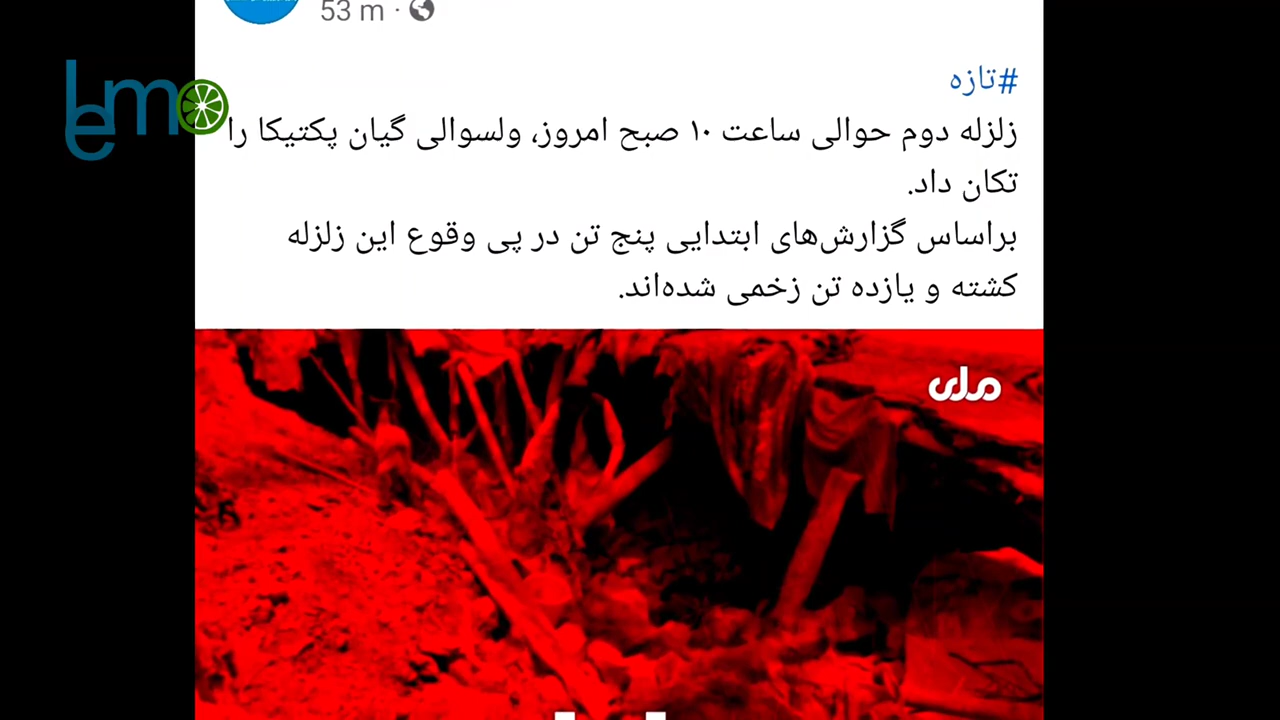 53 m ·
Lemo
#تازه
زلزله دوم حوالی ساعت ۱۰ صبح امروز، ولسوالی گیان پکتیکا را
تکان داد.
براساس گزارش‌های ابتدایی پنج تن در پی وقوع این زلزله
کشته و یازده تن زخمی شده‌اند.
ملی